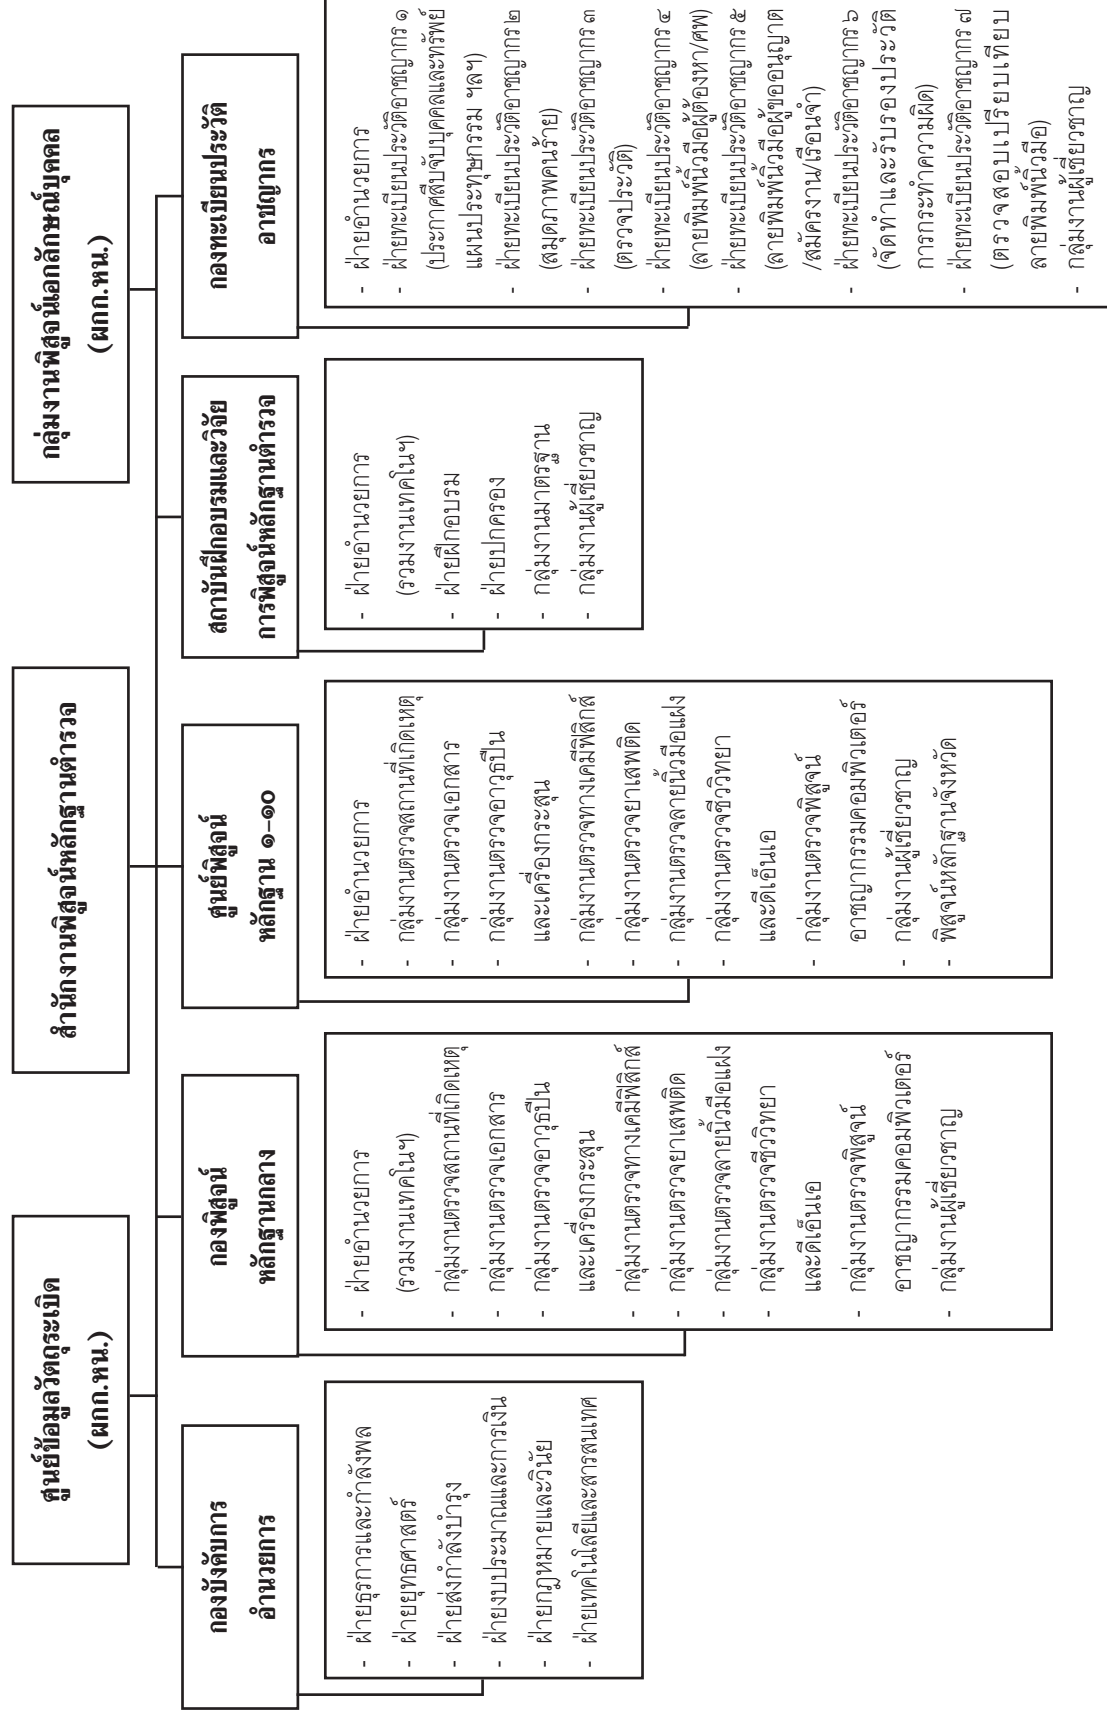 ศูนย์ข้อมูลวัตถุระเบิด
(ผกก.หน.)
สำนักงานพิสูจน์หลักฐานตำรวจ
กลุ่มงานพิสูจน์เอกลักษณ์บุคคล
(ผกก.หน.)
กองบังคับการ
อำนวยการ
- ฝ่ายธุรการและกำลังพล
- ฝ่ายยุทธศาสตร์
- ฝ่ายส่งกำลังบำรุง
- ฝ่ายงบประมาณและการเงิน
- ฝ่ายกฎหมายและวินัย
- ฝ่ายเทคโนโลยีและสารสนเทศ
กองพิสูจน์
หลักฐานกลาง
- ฝ่ายอำนวยการ
(รวมงานเทคโนฯ)
- กลุ่มงานตรวจสถานที่เกิดเหตุ
- กลุ่มงานตรวจเอกสาร
- กลุ่มงานตรวจอาวุธปืน
และเครื่องกระสุน
- กลุ่มงานตรวจทางเคมีฟิสิกส์
- กลุ่มงานตรวจยาเสพติด
- กลุ่มงานตรวจลายนิ้วมือแฝง
- กลุ่มงานตรวจชีววิทยา
และดีเอ็นเอ
- กลุ่มงานตรวจพิสูจน์
อาชญากรรมคอมพิวเตอร์
- กลุ่มงานผู้เชี่ยวชาญ
ศูนย์พิสูจน์
หลักฐาน ๑-๑๐
- ฝ่ายอำนวยการ
- กลุ่มงานตรวจสถานที่เกิดเหตุ
- กลุ่มงานตรวจเอกสาร
- กลุ่มงานตรวจอาวุธปืน
และเครื่องกระสุน
- กลุ่มงานตรวจทางเคมีฟิสิกส์
- กลุ่มงานตรวจยาเสพติด
- กลุ่มงานตรวจลายนิ้วมือแฝง
- กลุ่มงานตรวจชีววิทยา
และดีเอ็นเอ
- กลุ่มงานตรวจพิสูจน์
อาชญากรรมคอมพิวเตอร์
- กลุ่มงานผู้เชี่ยวชาญ
- พิสูจน์หลักฐานจังหวัด
สถาบันฝึกอบรมและวิจัย
การพิสูจน์หลักฐานตำรวจ
- ฝ่ายอำนวยการ
(รวมงานเทคโนฯ)
- ฝ่ายฝึกอบรม
- ฝ่ายปกครอง
- กลุ่มงานมาตรฐาน
- กลุ่มงานผู้เชี่ยวชาญ
กองทะเบียนประวัติ
อาชญากร
- ฝ่ายอำนวยการ
- ฝ่ายทะเบียนประวัติอาชญากร ๑
(ประกาศสืบจับบุคคลและทรัพย์
แผนประทุษกรรม ฯลฯ)
- ฝ่ายทะเบียนประวัติอาชญากร ๒
(สมุดภาพคนร้าย)
- ฝ่ายทะเบียนประวัติอาชญากร ๓
(ตรวจประวัติ)
- ฝ่ายทะเบียนประวัติอาชญากร ๔
(ลายพิมพ์นิ้วมือผู้ต้องหา/ศพ)
- ฝ่ายทะเบียนประวัติอาชญากร ๕
(ลายพิมพ์นิ้วมือผู้ขออนุญาต
/สมัครงาน/เรือนจำ)
- ฝ่ายทะเบียนประวัติอาชญากร ๖
(จัดทำและรับรองประวัติ
การกระทำความผิด)
- ฝ่ายทะเบียนประวัติอาชญากร ๗
(ตรวจสอบเปรียบเทียบ
ลายพิมพ์นิ้วมือ)
- กลุ่มงานผู้เชี่ยวชาญ